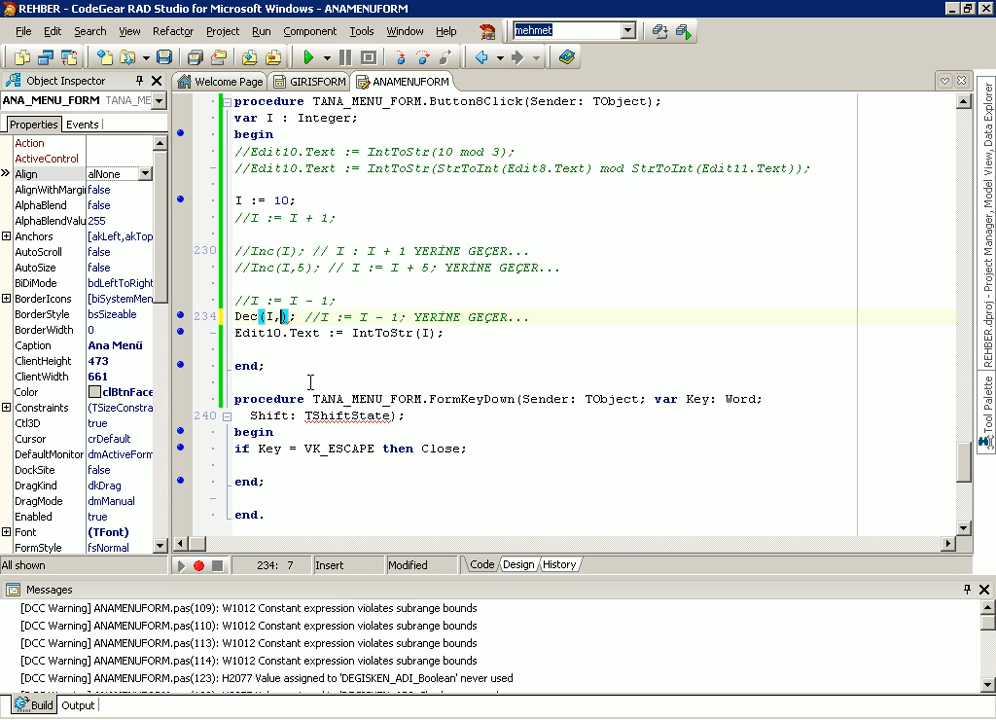 REHBER - CodeGear RAD Studio for Microsoft Windows - ANAMENUFORM
File Edit Search View Refactor Project Run Component Tools Window Help mehmet
Object Inspector
Welcome Page GIRISFORM ANAMENUFORM
ANA_MENU_FORM TANA_ME
Properties Events
Action
ActiveControl
Align alNone
AlignWithMargi false
AlphaBlend false
AlphaBlendValu 255
Anchors [akLeft,akTop
AutoScroll false
AutoSize false
BiDiMode bdLeftToRight
BorderIcons [biSystemMen
BorderStyle bsSizeable
BorderWidth 0
Caption Ana Menü
ClientHeight 473
ClientWidth 661
Color clBtnFace
Constraints (TSizeConstra
Ctl3D true
Cursor crDefault
DefaultMonitor dmActiveForm
DockSite false
DragKind dkDrag
DragMode dmManual
Enabled true
Font (TFont)
FormStyle fsNormal
All shown
procedure TANA_MENU_FORM.Button8Click(Sender: TObject);
var I : Integer;
begin
//Edit10.Text := IntToStr(10 mod 3);
//Edit10.Text := IntToStr(StrToInt(Edit8.Text) mod StrToInt(Edit11.Text));
I := 10;
//I := I + 1;
230 //Inc(I); // I : I + 1 YERİNE GEÇER...
//Inc(I,5); // I := I + 5; YERİNE GEÇER...
//I := I - 1;
234 Dec(I,); //I := I - 1; YERİNE GEÇER...
Edit10.Text := IntToStr(I);
end;
procedure TANA_MENU_FORM.FormKeyDown(Sender: TObject; var Key: Word;
240 Shift: TShiftState);
begin
if Key = VK_ESCAPE then Close;
end;
end.
234: 7 Insert Modified Code Design History
REHBER.dproj - Project Manager, Model View, Data Explorer
Tool Palette
Messages
[DCC Warning] ANAMENUFORM.pas(109): W1012 Constant expression violates subrange bounds
[DCC Warning] ANAMENUFORM.pas(110): W1012 Constant expression violates subrange bounds
[DCC Warning] ANAMENUFORM.pas(113): W1012 Constant expression violates subrange bounds
[DCC Warning] ANAMENUFORM.pas(114): W1012 Constant expression violates subrange bounds
[DCC Warning] ANAMENUFORM.pas(123): H2077 Value assigned to 'DEGISKEN_ADI_Boolean' never used
Build Output